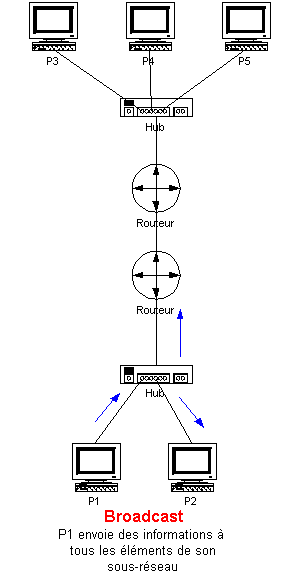 P3 P4 P5
Hub
Routeur
Routeur
Hub
P1 P2
Broadcast
P1 envoie des informations à
tous les éléments de son
sous-réseau